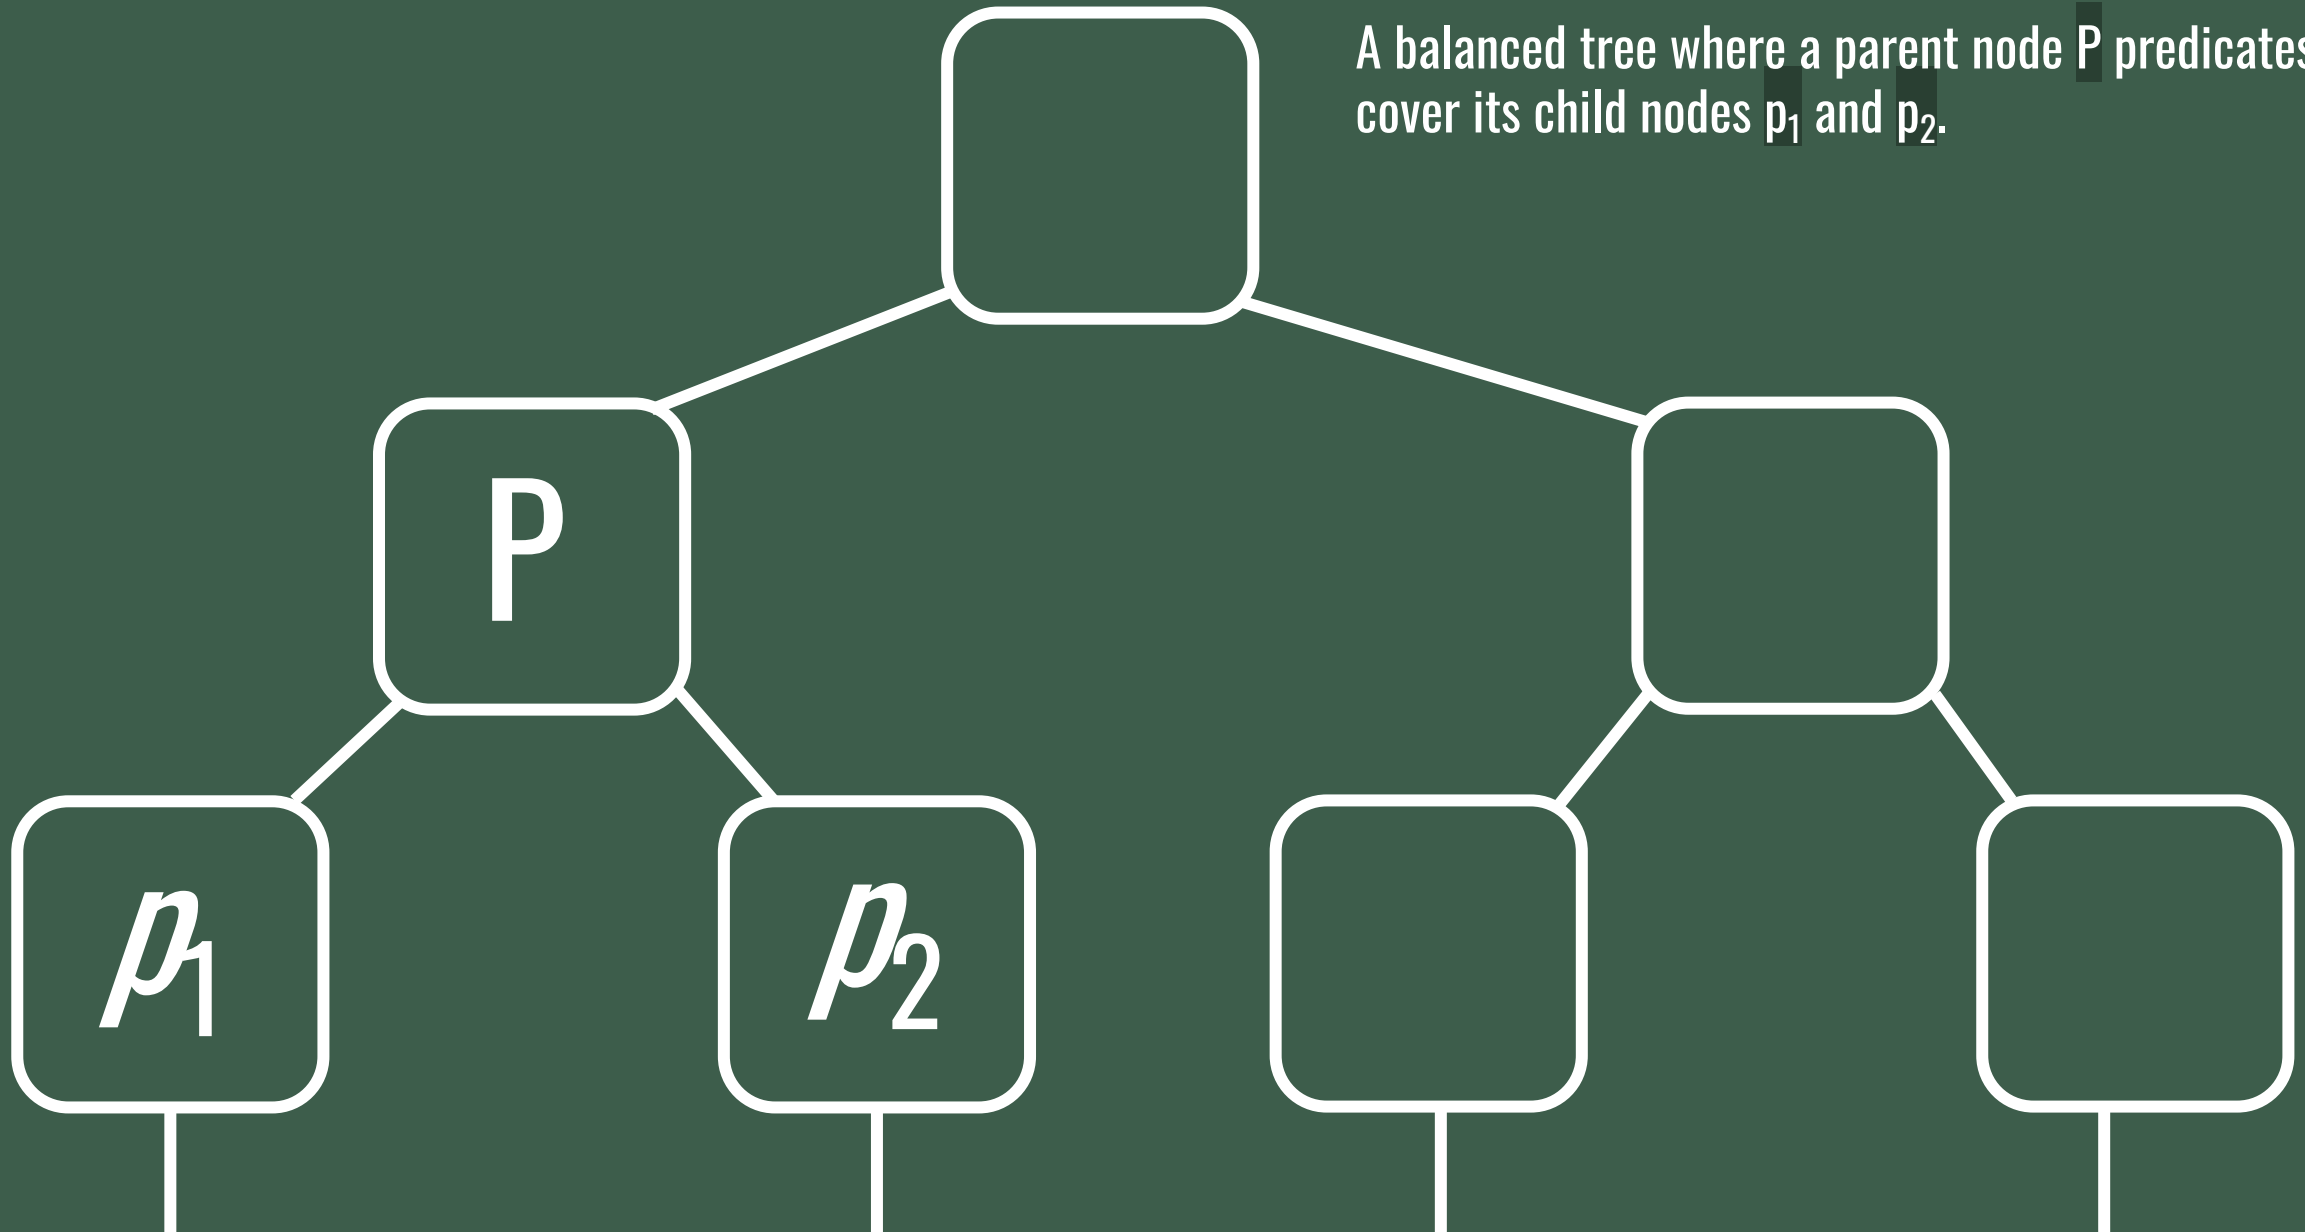 A balanced tree where a parent node P predicates
cover its child nodes p₁ and p₂.
P
p₁
p₂